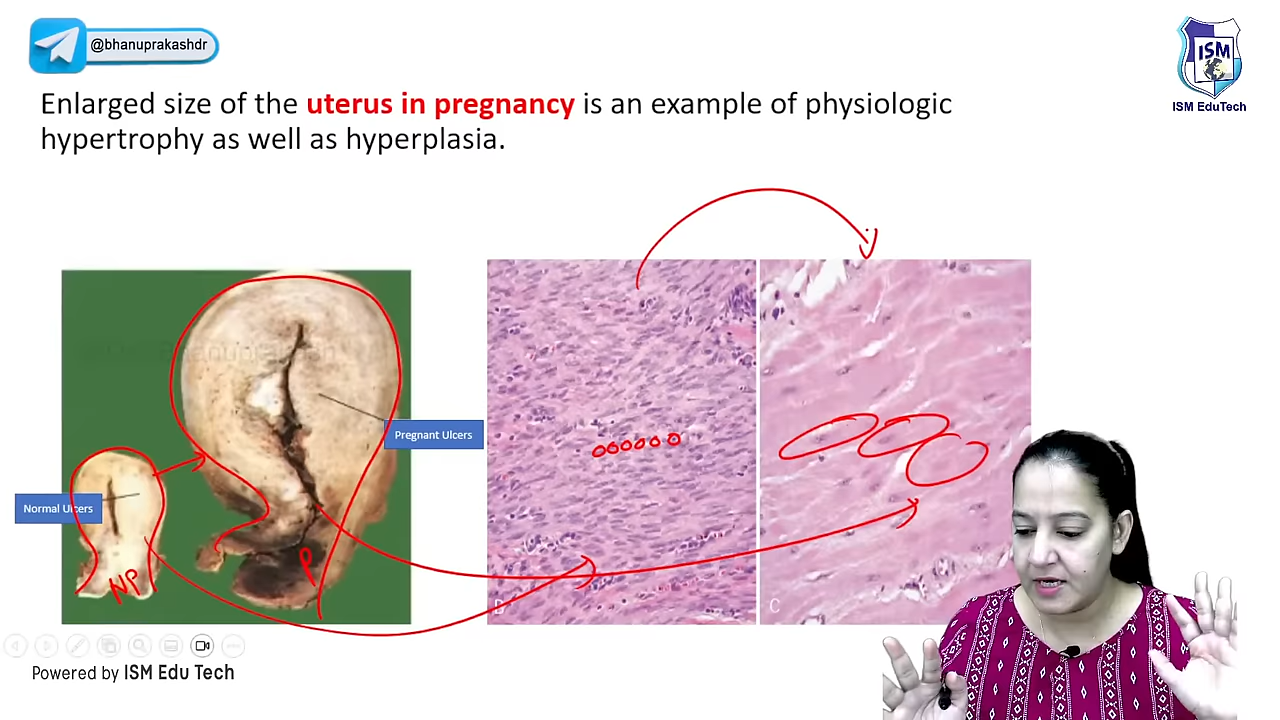 @bhanuprakashdr
ISM
ISM EduTech
Enlarged size of the uterus in pregnancy is an example of physiologic
hypertrophy as well as hyperplasia.
Pregnant Ulcers
Normal Ulcers
NP
P
C
Powered by ISM Edu Tech